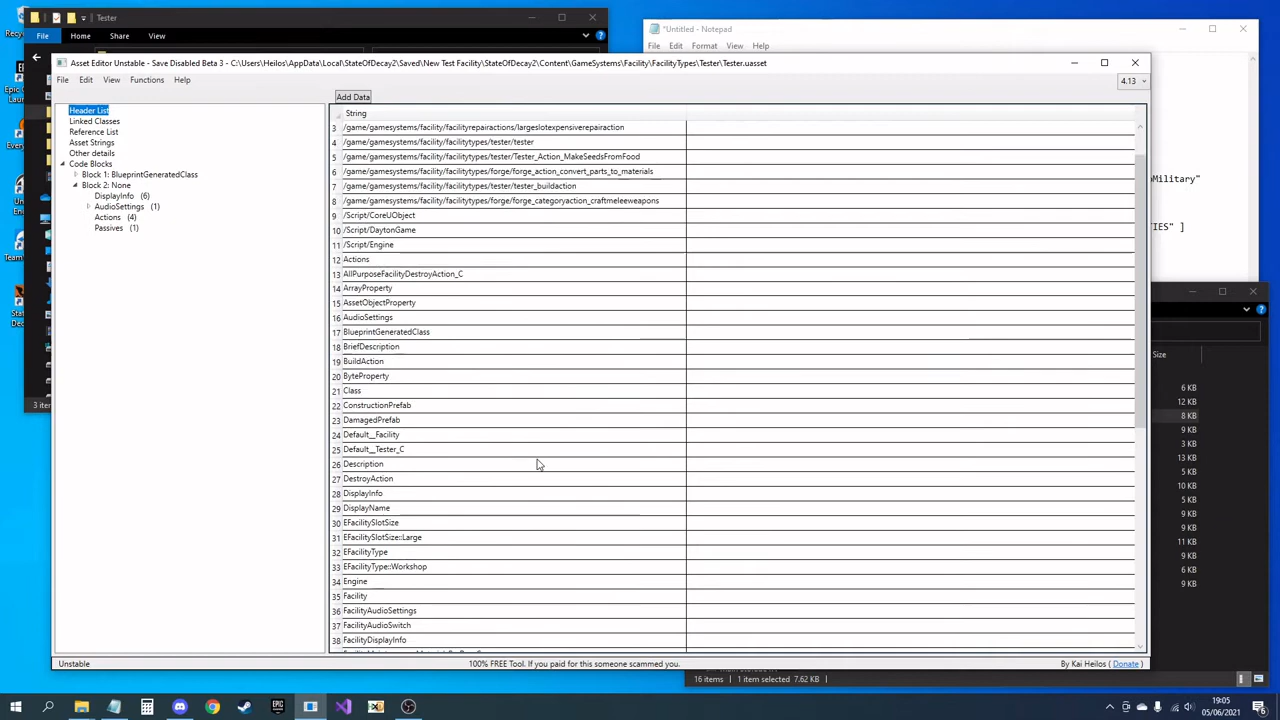 Tester
File
Home
Share
View
*Untitled - Notepad
File Edit Format View Help
Asset Editor Unstable - Save Disabled Beta 3 - C:\Users\Heilos\AppData\Local\StateOfDecay2\Saved\New Test Facility\StateOfDecay2\Content\GameSystems\Facility\FacilityTypes\Tester\Tester.uasset
File Edit View Functions Help
4.13
Add Data
Header List
Linked Classes
Reference List
Asset Strings
Other details
Code Blocks
Block 1: BlueprintGeneratedClass
Block 2: None
DisplayInfo (6)
AudioSettings (1)
Actions (4)
Passives (1)
String
3 /game/gamesystems/facility/facilityrepairactions/largeslotexpensiverepairaction
4 /game/gamesystems/facility/facilitytypes/tester/tester
5 /game/gamesystems/facility/facilitytypes/tester/Tester_Action_MakeSeedsFromFood
6 /game/gamesystems/facility/facilitytypes/forge/forge_action_convert_parts_to_materials
7 /game/gamesystems/facility/facilitytypes/tester/tester_buildaction
8 /game/gamesystems/facility/facilitytypes/forge/forge_categoryaction_craftmeleeweapons
9 /Script/CoreUObject
10 /Script/DaytonGame
11 /Script/Engine
12 Actions
13 AllPurposeFacilityDestroyAction_C
14 ArrayProperty
15 AssetObjectProperty
16 AudioSettings
17 BlueprintGeneratedClass
18 BriefDescription
19 BuildAction
20 ByteProperty
21 Class
22 ConstructionPrefab
23 DamagedPrefab
24 Default__Facility
25 Default__Tester_C
26 Description
27 DestroyAction
28 DisplayInfo
29 DisplayName
30 EFacilitySlotSize
31 EFacilitySlotSize::Large
32 EFacilityType
33 EFacilityType::Workshop
34 Engine
35 Facility
36 FacilityAudioSettings
37 FacilityAudioSwitch
38 FacilityDisplayInfo
oMilitary"
TIES" ]
Size
6 KB
12 KB
8 KB
9 KB
3 KB
13 KB
5 KB
10 KB
5 KB
9 KB
9 KB
11 KB
9 KB
6 KB
9 KB
3 iten
Unstable
100% FREE Tool. If you paid for this someone scammed you.
By Kai Heilos ( Donate )
16 items 1 item selected 7.62 KB
EPIC
19:05
05/06/2021
6